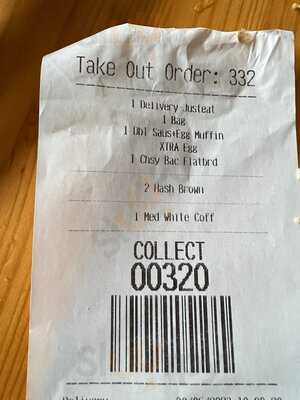 Take Out Order: 332
1 Delivery Justeat
1 Bag
1 Dbl Saus+Egg Muffin
XTRA Egg
1 Chsy Bac Flatbrd
2 Hash Brown
1 Med White Coff
COLLECT
00320
Delivery